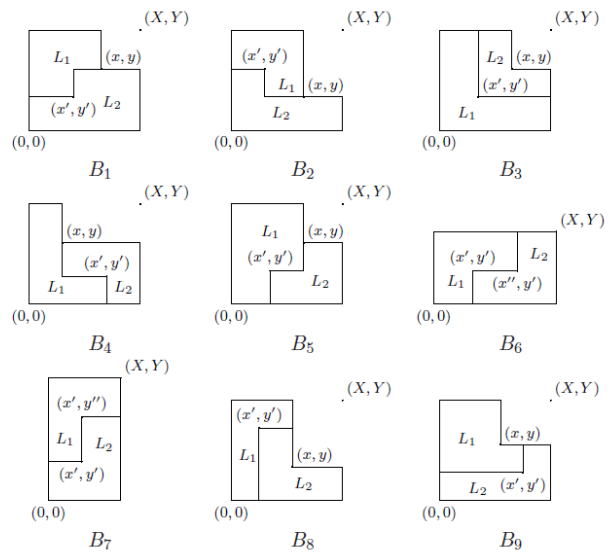 (X, Y)
L₁
(x, y)
(x′, y′)
L₂
(0, 0)
B₁
(X, Y)
(x′, y′)
L₁
(x, y)
L₂
(0, 0)
B₂
(X, Y)
L₂
(x, y)
(x′, y′)
L₁
(0, 0)
B₃
(X, Y)
(x, y)
(x′, y′)
L₁
L₂
(0, 0)
B₄
(X, Y)
L₁
(x, y)
(x′, y′)
L₂
(0, 0)
B₅
(X, Y)
(x′, y′)
L₂
L₁
(x″, y′)
(0, 0)
B₆
(X, Y)
(x′, y″)
L₁
L₂
(x′, y′)
(0, 0)
B₇
(X, Y)
(x′, y′)
(x, y)
L₁
L₂
(0, 0)
B₈
(X, Y)
L₁
(x, y)
L₂
(x′, y′)
(0, 0)
B₉